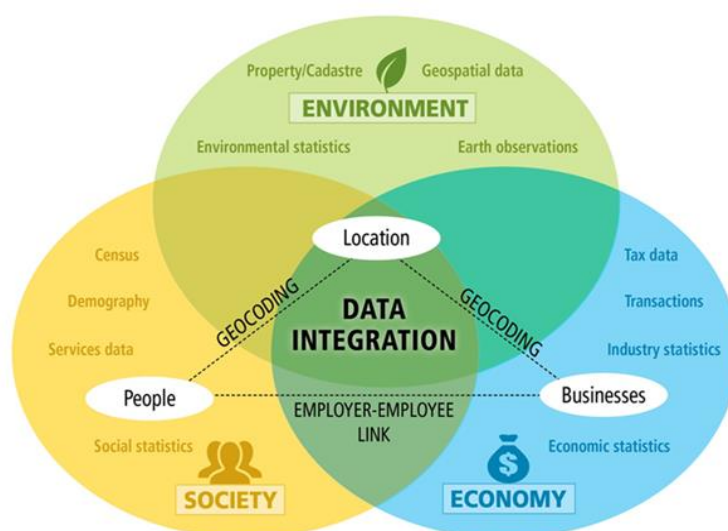 Property/Cadastre
Geospatial data
ENVIRONMENT
Environmental statistics
Earth observations
Location
Census
Tax data
Demography
GEOCODING
DATA
INTEGRATION
GEOCODING
Transactions
Services data
Industry statistics
People
EMPLOYER-EMPLOYEE
LINK
Businesses
Social statistics
Economic statistics
SOCIETY
$
ECONOMY